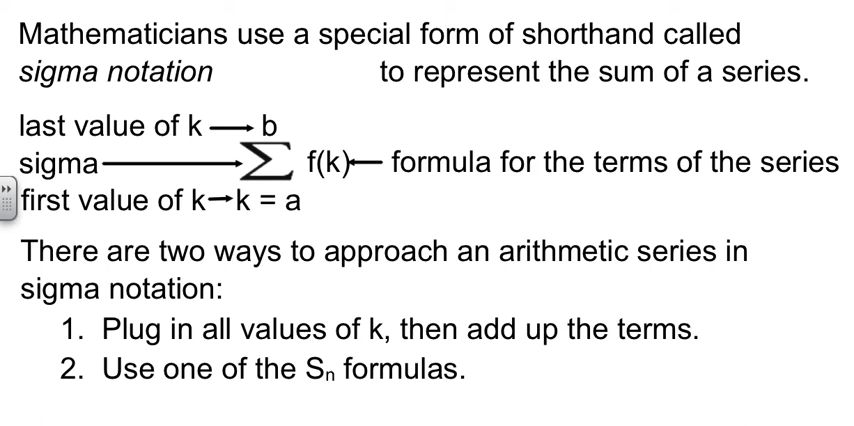 Mathematicians use a special form of shorthand called
sigma notation to represent the sum of a series.
last value of k → b
sigma → ∑ f(k) ← formula for the terms of the series
first value of k → k = a
There are two ways to approach an arithmetic series in
sigma notation:
1. Plug in all values of k, then add up the terms.
2. Use one of the Sₙ formulas.